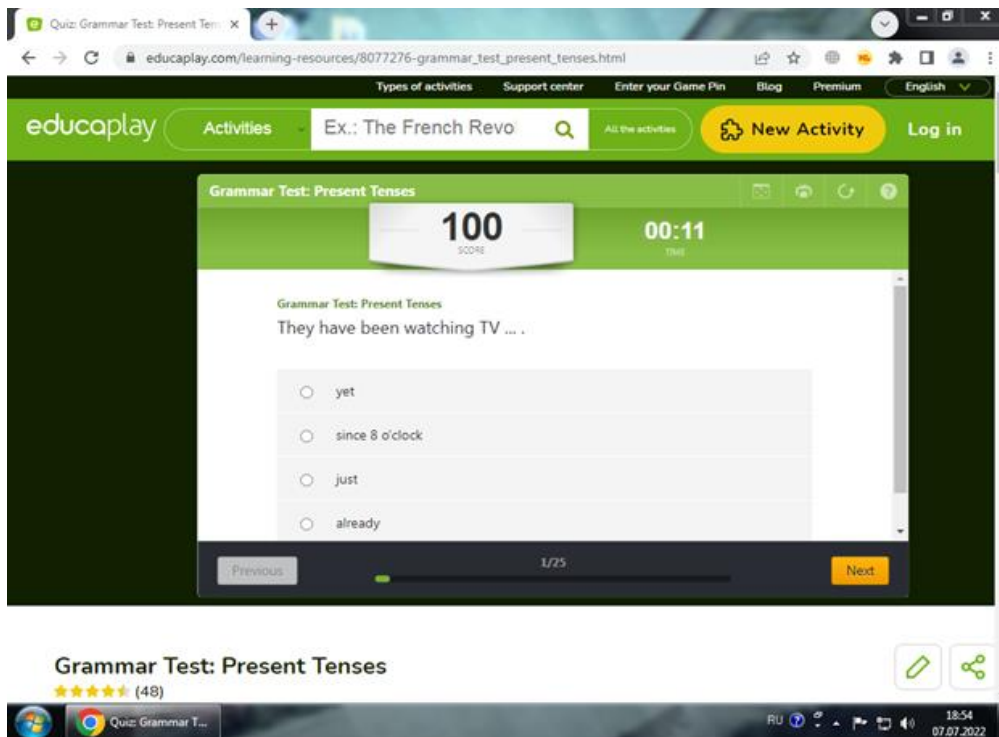 Quiz: Grammar Test: Present Ten
educaplay.com/learning-resources/8077276-grammar_test_present_tenses.html
Types of activities Support center Enter your Game Pin Blog Premium English
educaplay Activities Ex.: The French Revo All the activities New Activity Log in
Grammar Test: Present Tenses
100 00:11
SCORE TIME
Grammar Test: Present Tenses
They have been watching TV ... .
yet
since 8 o'clock
just
already
Previous 1/25 Next
Grammar Test: Present Tenses
(48)
Quiz: Grammar T... RU 18:54
07.07.2022